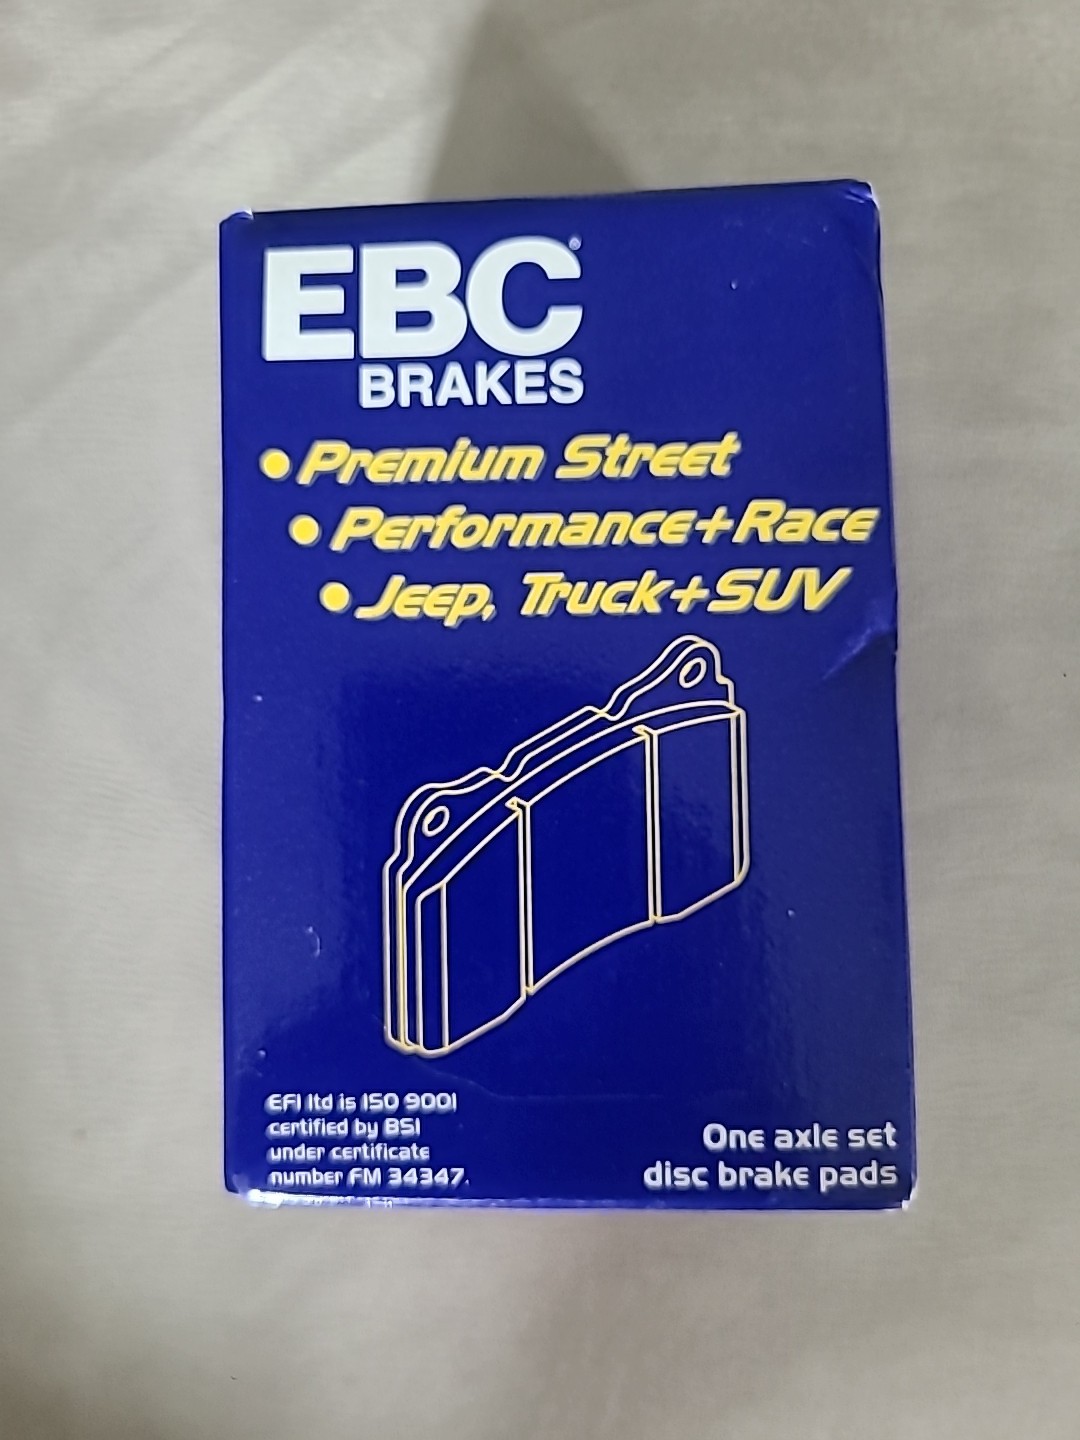 EBC®
BRAKES
• Premium Street
• Performance+Race
• Jeep, Truck+SUV
EFI ltd is ISO 9001
certified by BSI
under certificate
number FM 34347.
One axle set
disc brake pads